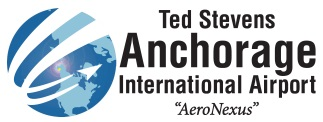 Ted Stevens
Anchorage
International Airport
“AeroNexus”